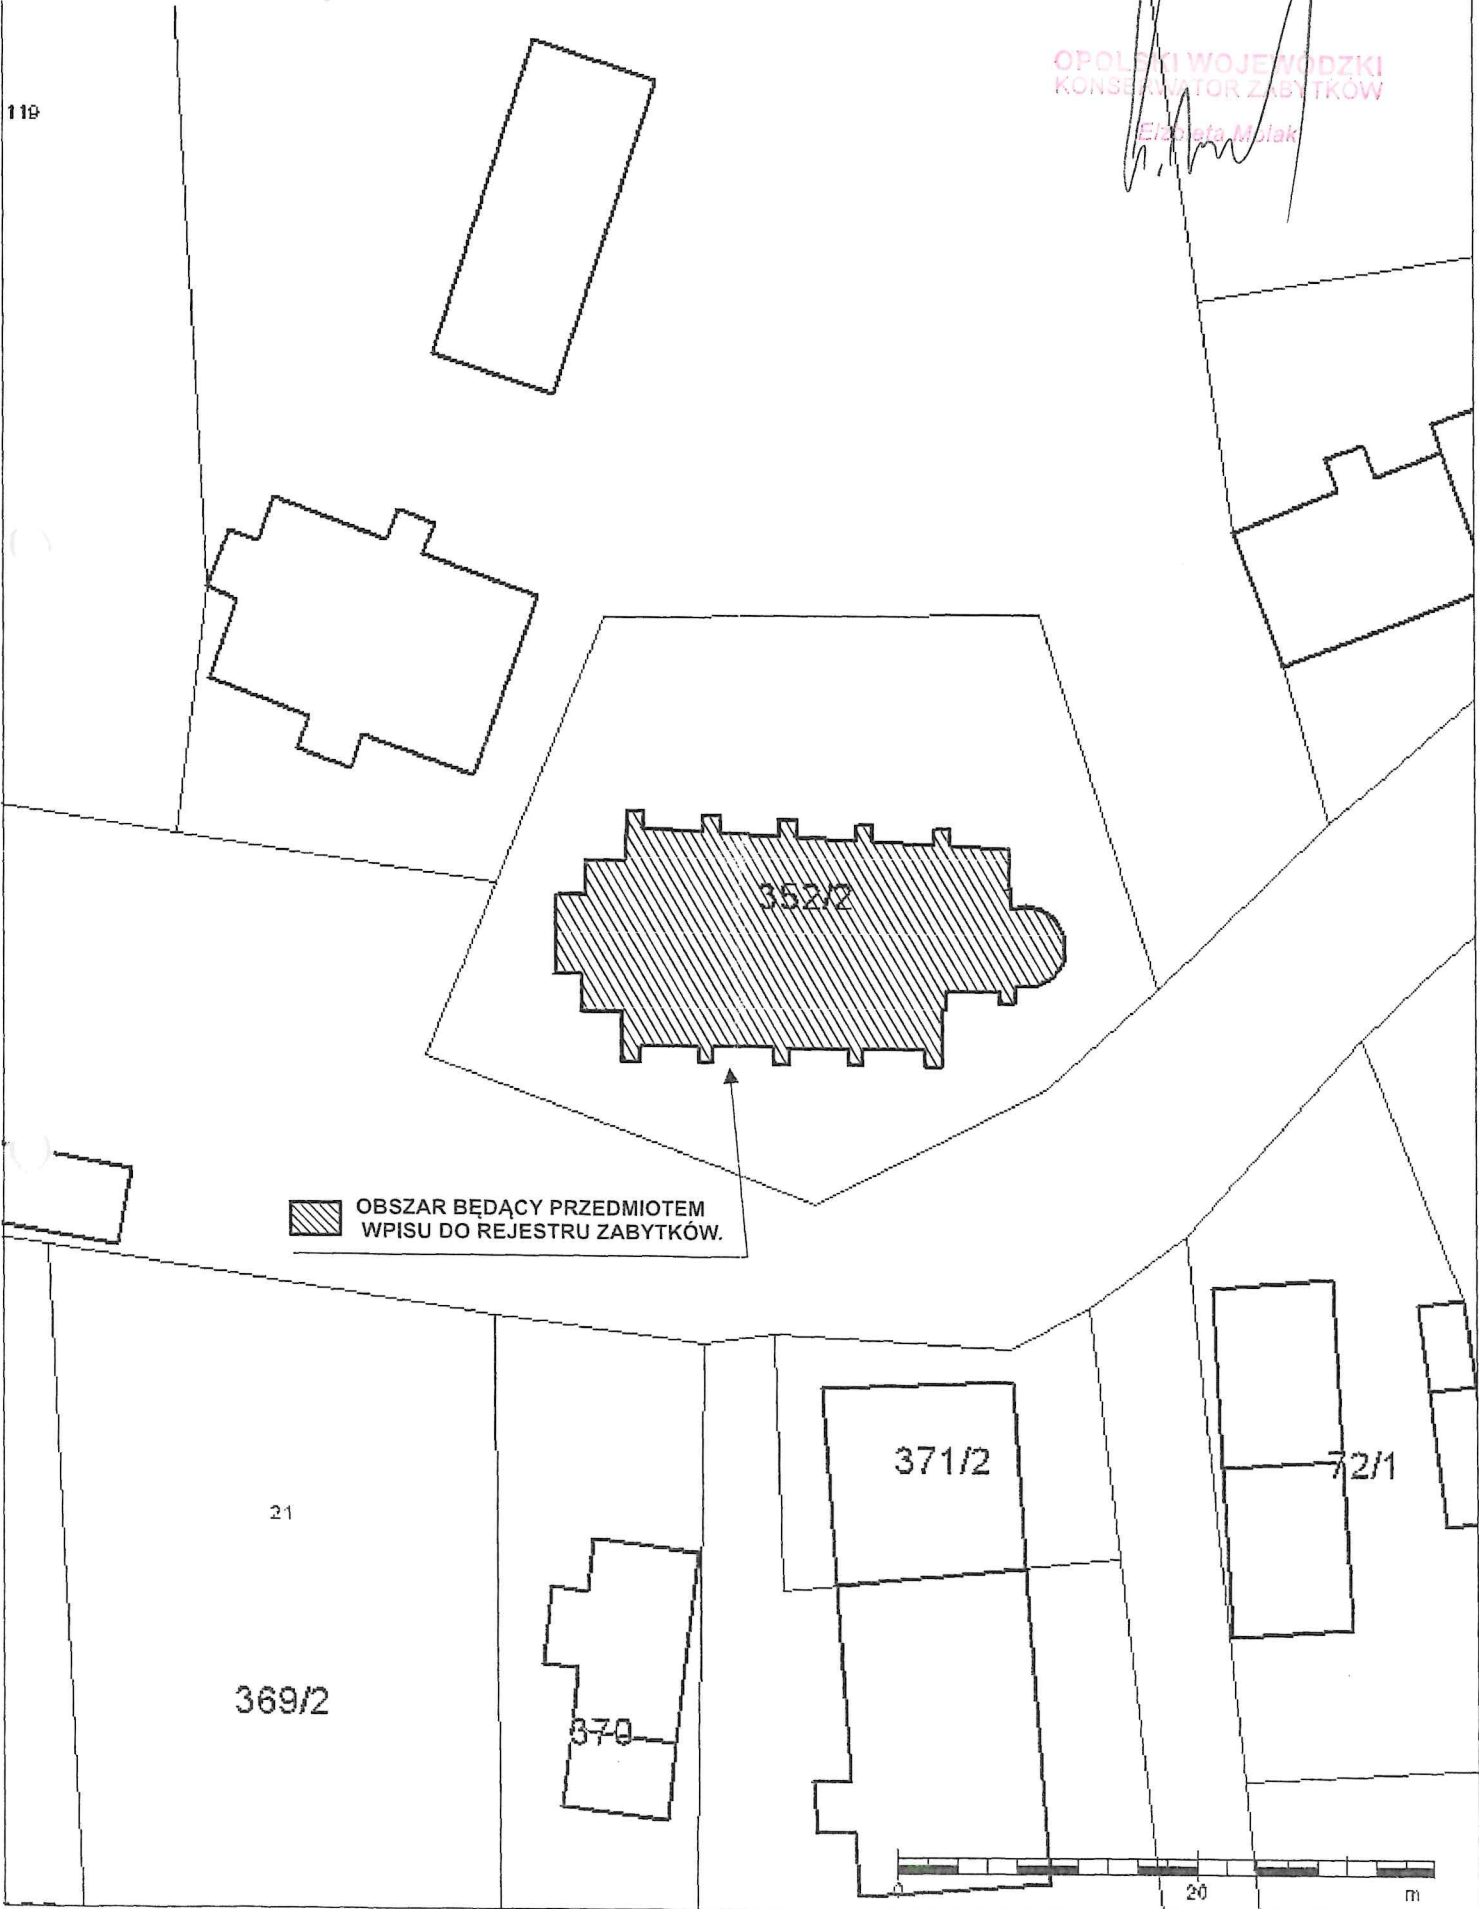 OPOLSKI WOJEWÓDZKI
KONSERWATOR ZABYTKÓW
Elżbieta Molak
119
352/2
OBSZAR BĘDĄCY PRZEDMIOTEM
WPISU DO REJESTRU ZABYTKÓW.
371/2
72/1
21
369/2
370
0 20 m